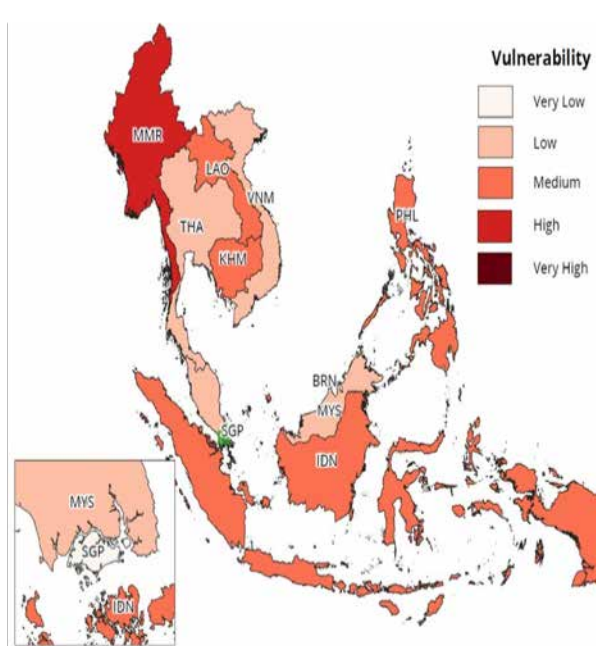 Vulnerability
Very Low
Low
Medium
High
Very High
MMR
LAO
VNM
THA
KHM
PHL
BRN
MYS
SGP
IDN
MYS
SGP
IDN